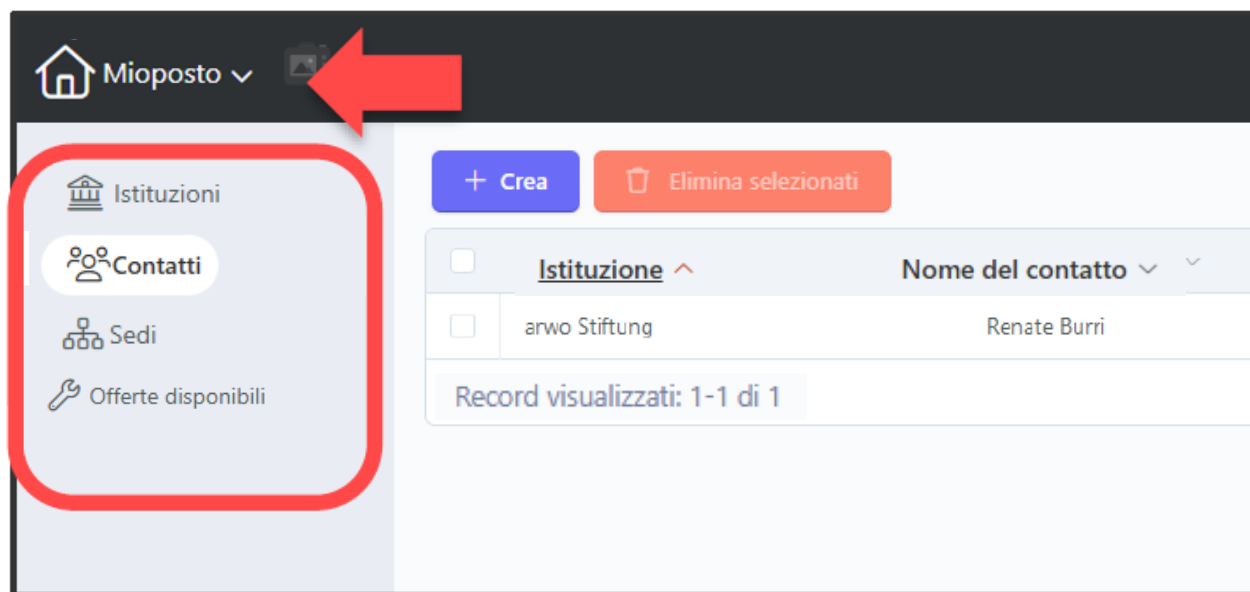 Mioposto
Istituzioni
Contatti
Sedi
Offerte disponibili
+ Crea
Elimina selezionati
Istituzione Nome del contatto
arwo Stiftung Renate Burri
Record visualizzati: 1-1 di 1